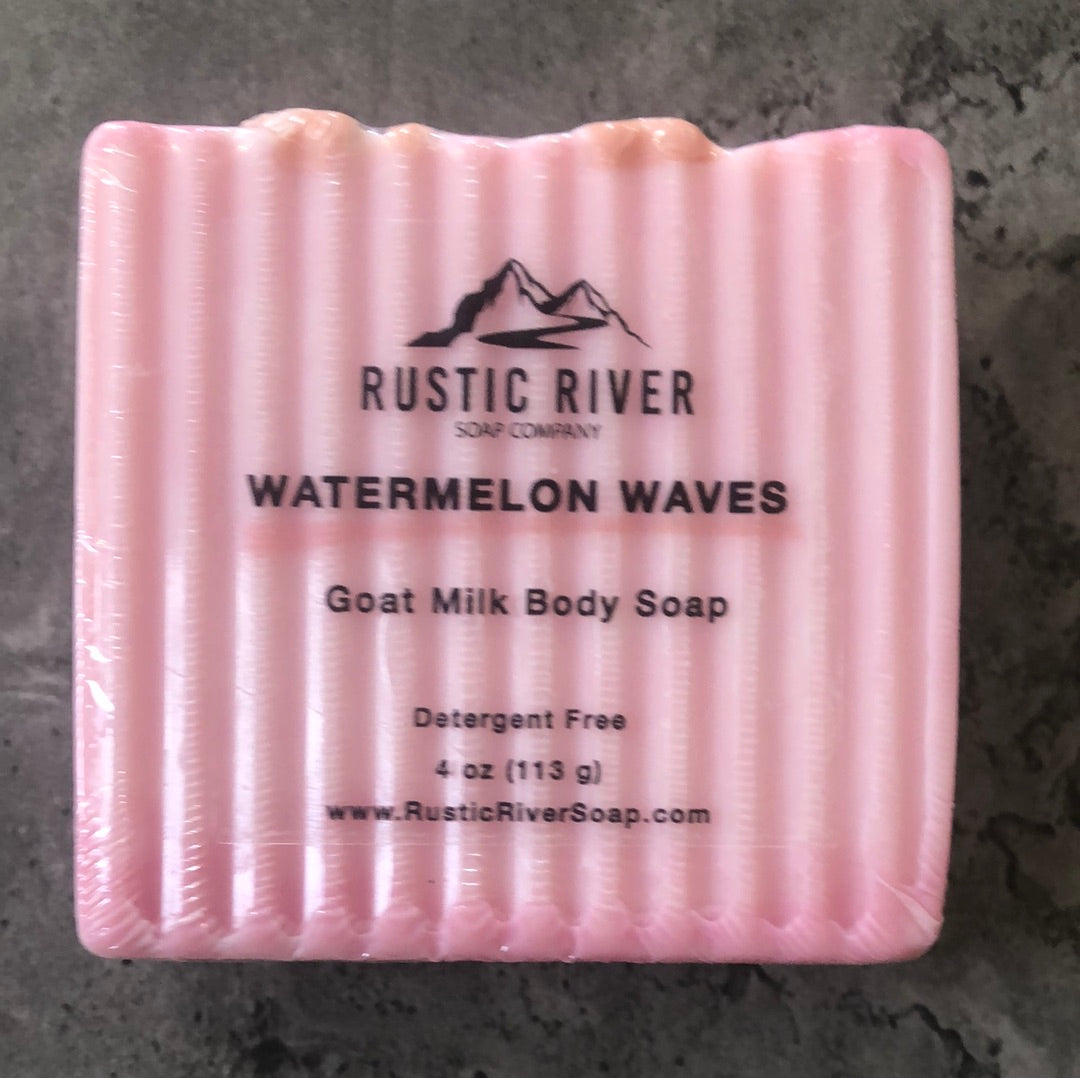 RUSTIC RIVER
SOAP COMPANY
WATERMELON WAVES
Goat Milk Body Soap
Detergent Free
4 oz (113 g)
www.RusticRiverSoap.com